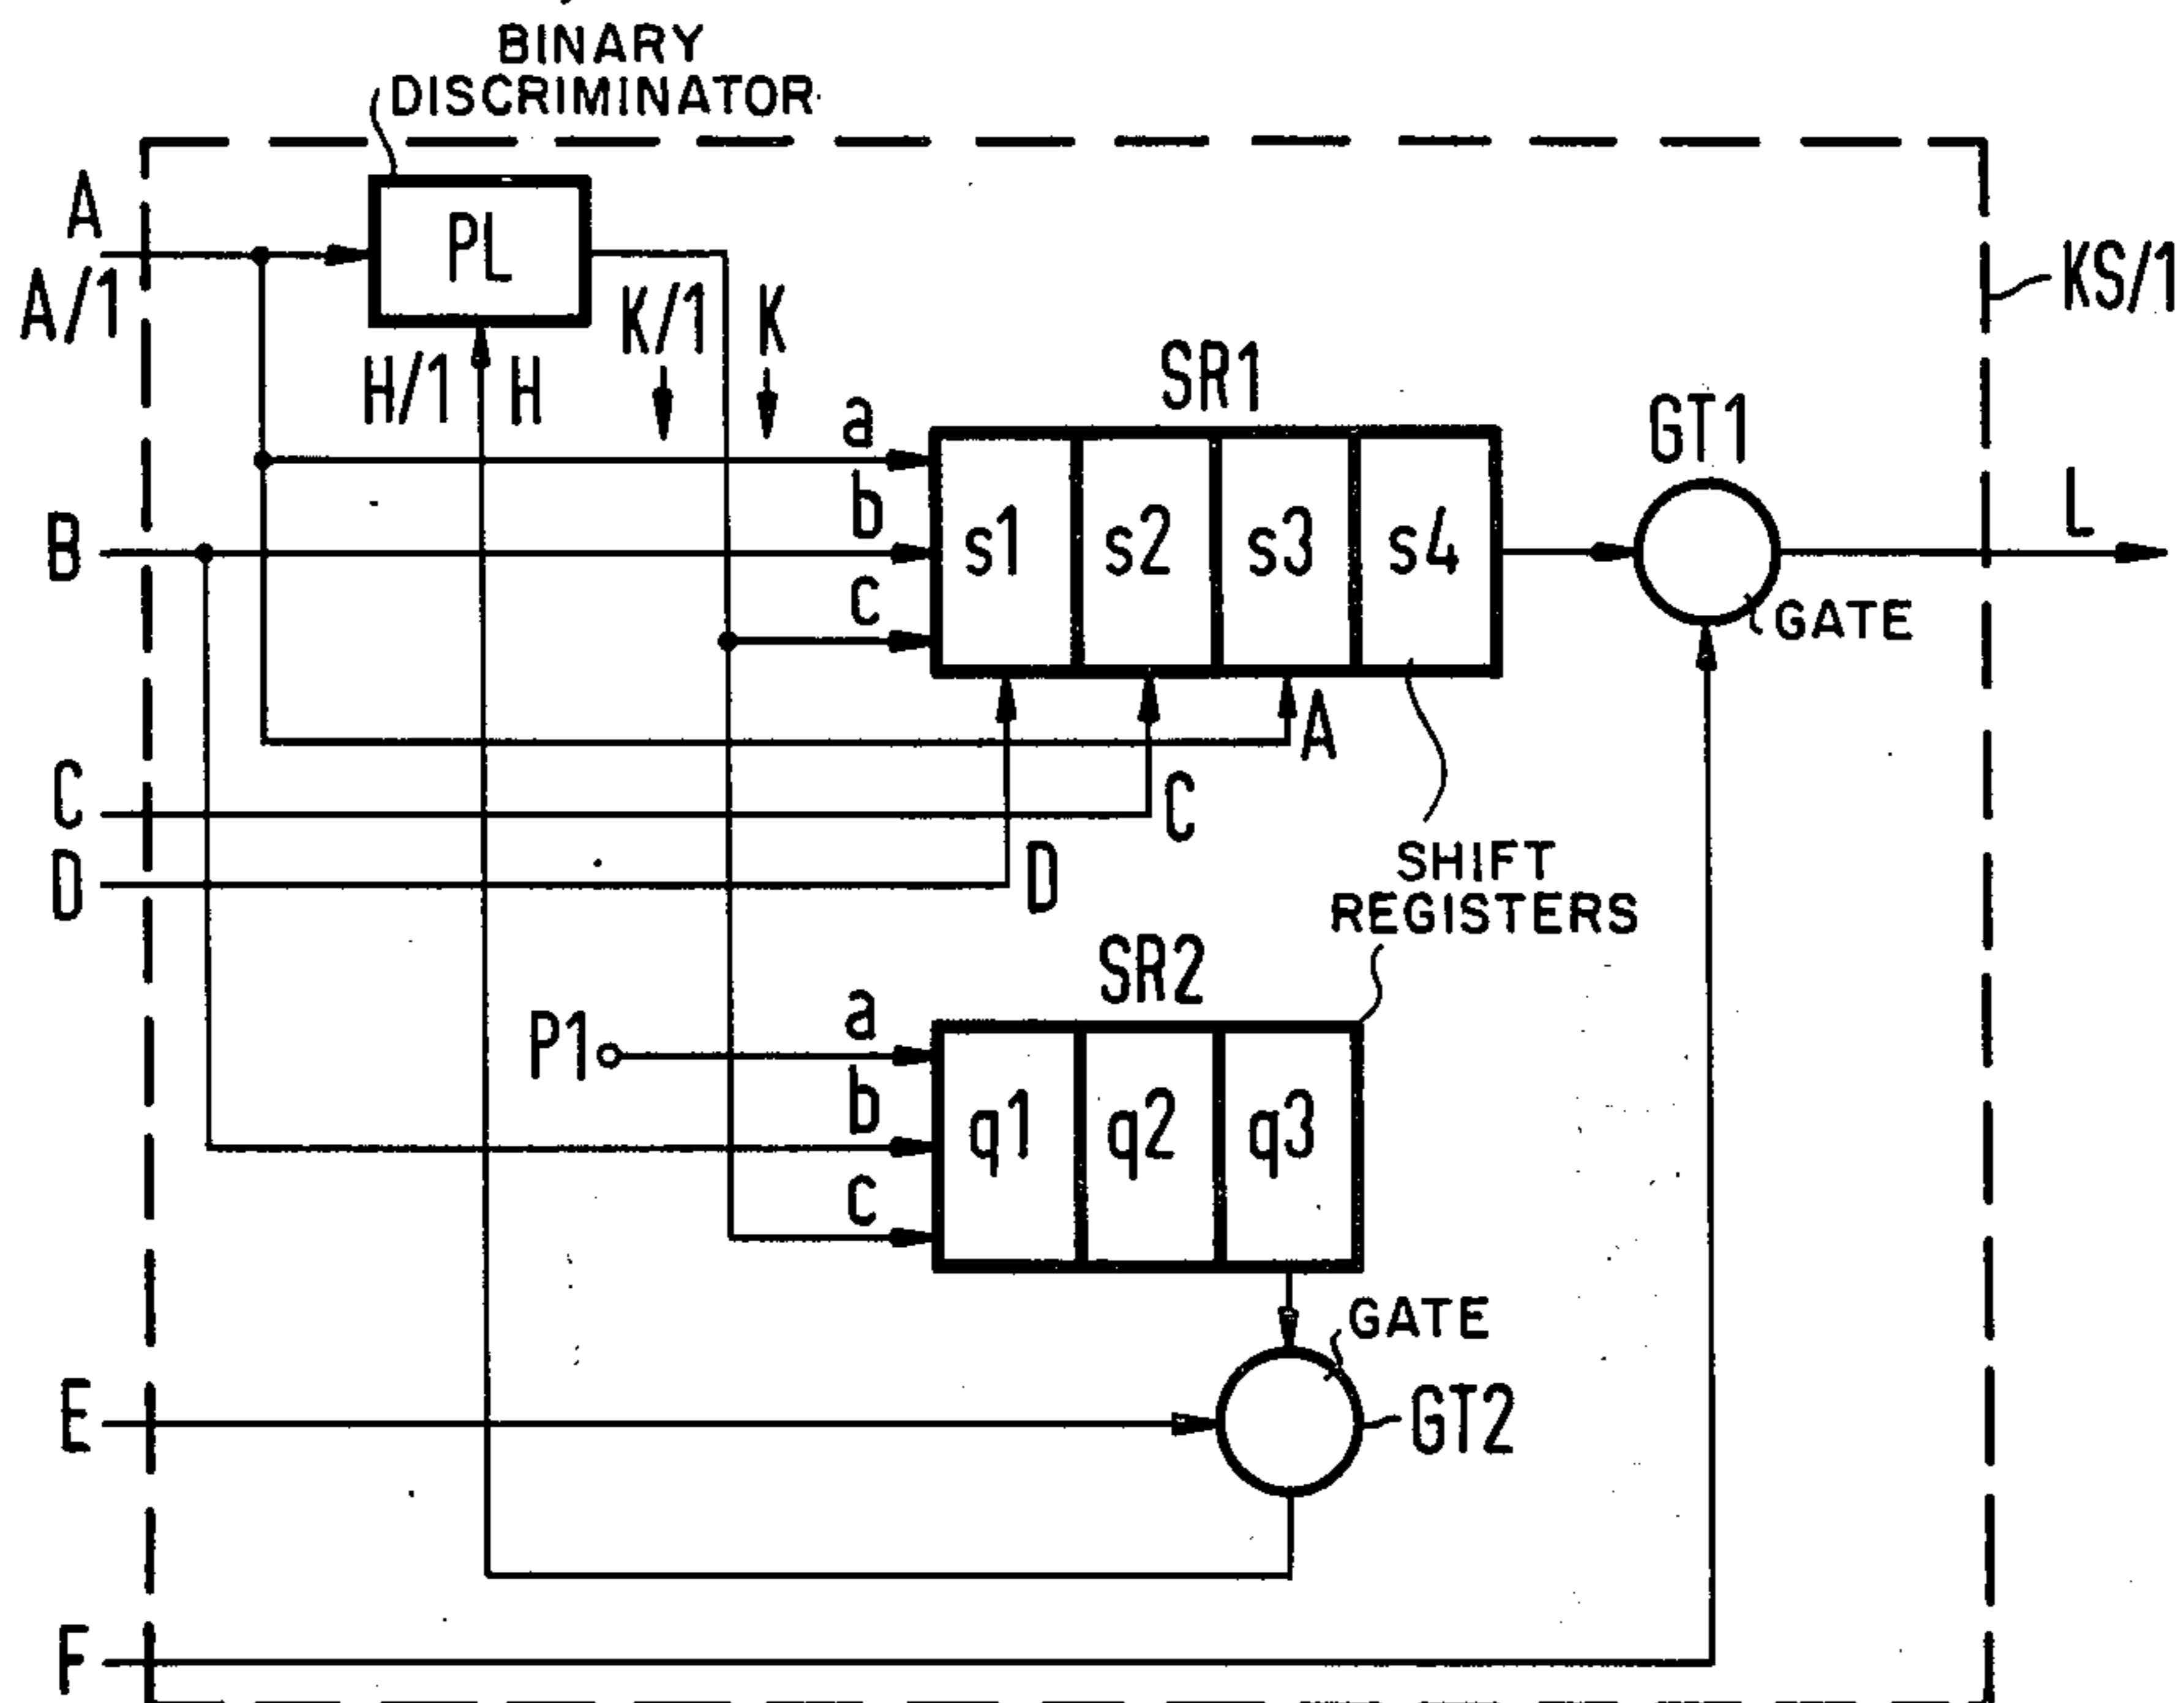 BINARY
DISCRIMINATOR
A
A/1
PL
KS/1
H/1
H
K/1
K
SR1
GT1
a
b
c
s1
s2
s3
s4
L
B
GATE
A
C
C
D
D
SHIFT
REGISTERS
SR2
P1
a
b
c
q1
q2
q3
GATE
E
GT2
F